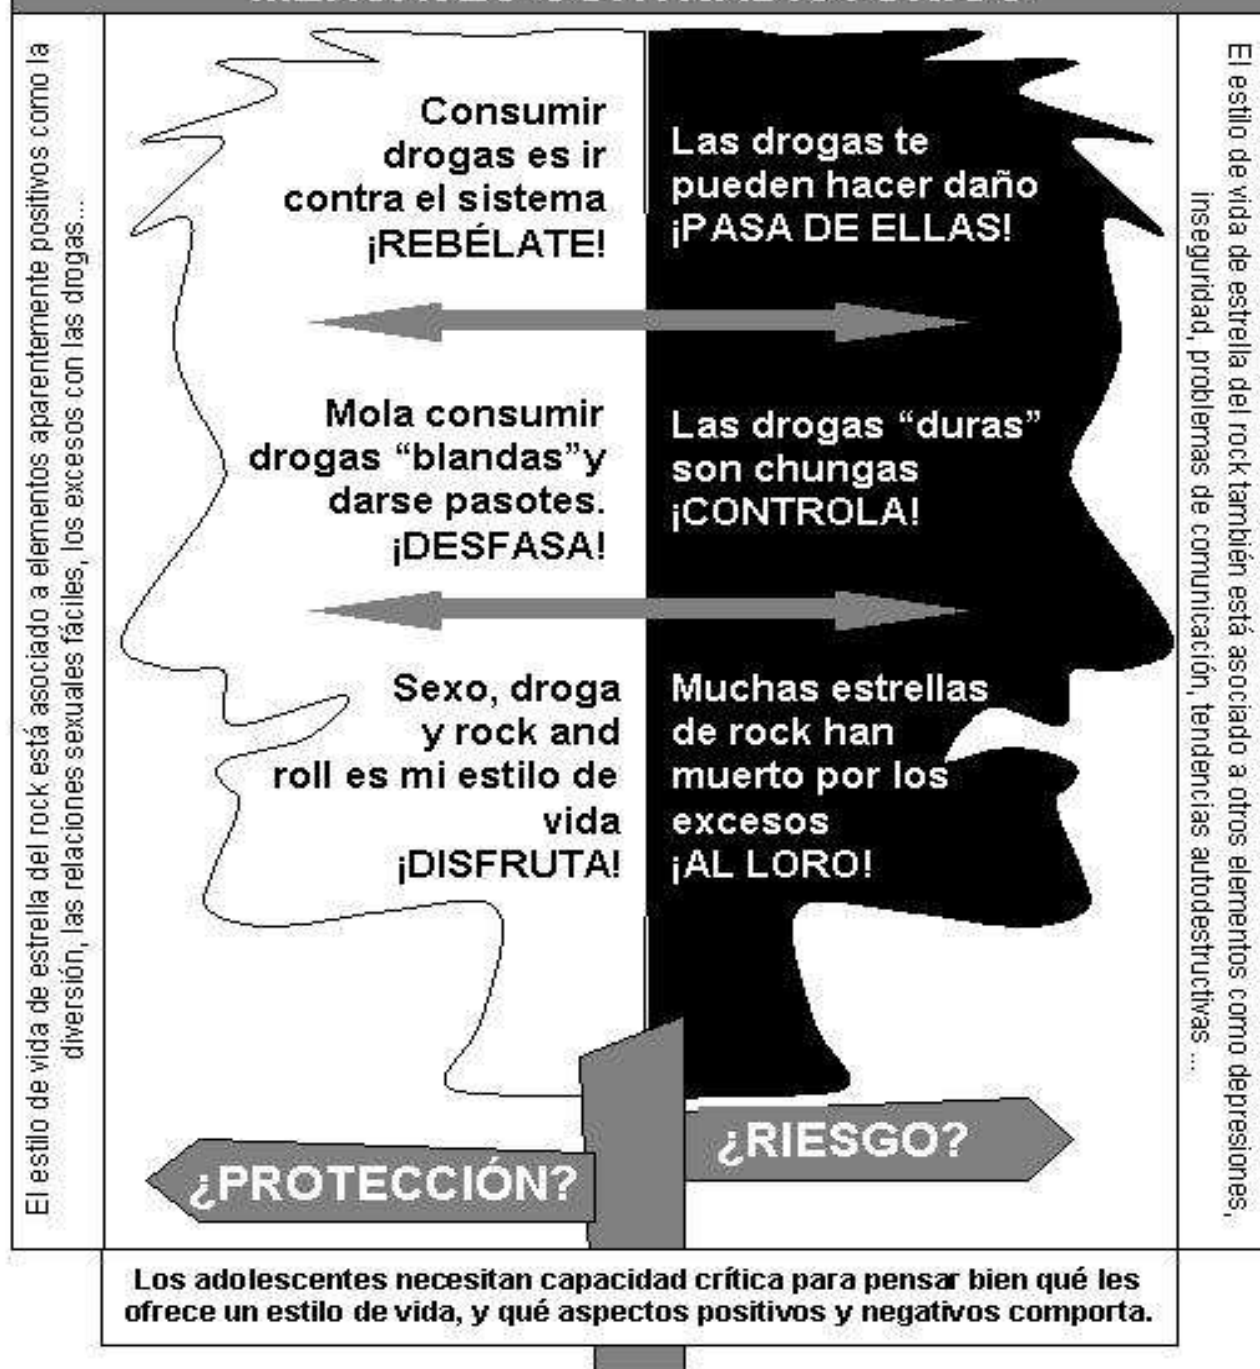 El estilo de vida de estrella del rock está asociado a elementos aparentemente positivos como la
diversión, las relaciones sexuales fáciles, los excesos con las drogas....
Consumir
drogas es ir
contra el sistema
¡REBÉLATE!
Las drogas te
pueden hacer daño
¡PASA DE ELLAS!
Mola consumir
drogas “blandas”y
darse pasotes.
¡DESFASA!
Las drogas “duras”
son chungas
¡CONTROLA!
Sexo, droga
y rock and
roll es mi estilo de
vida
¡DISFRUTA!
Muchas estrellas
de rock han
muerto por los
excesos
¡AL LORO!
El estilo de vida de estrella del rock también está asociado a otros elementos como depresiones,
inseguridad, problemas de comunicación, tendencias autodestructivas ...
¿PROTECCIÓN?
¿RIESGO?
Los adolescentes necesitan capacidad crítica para pensar bien qué les
ofrece un estilo de vida, y qué aspectos positivos y negativos comporta.